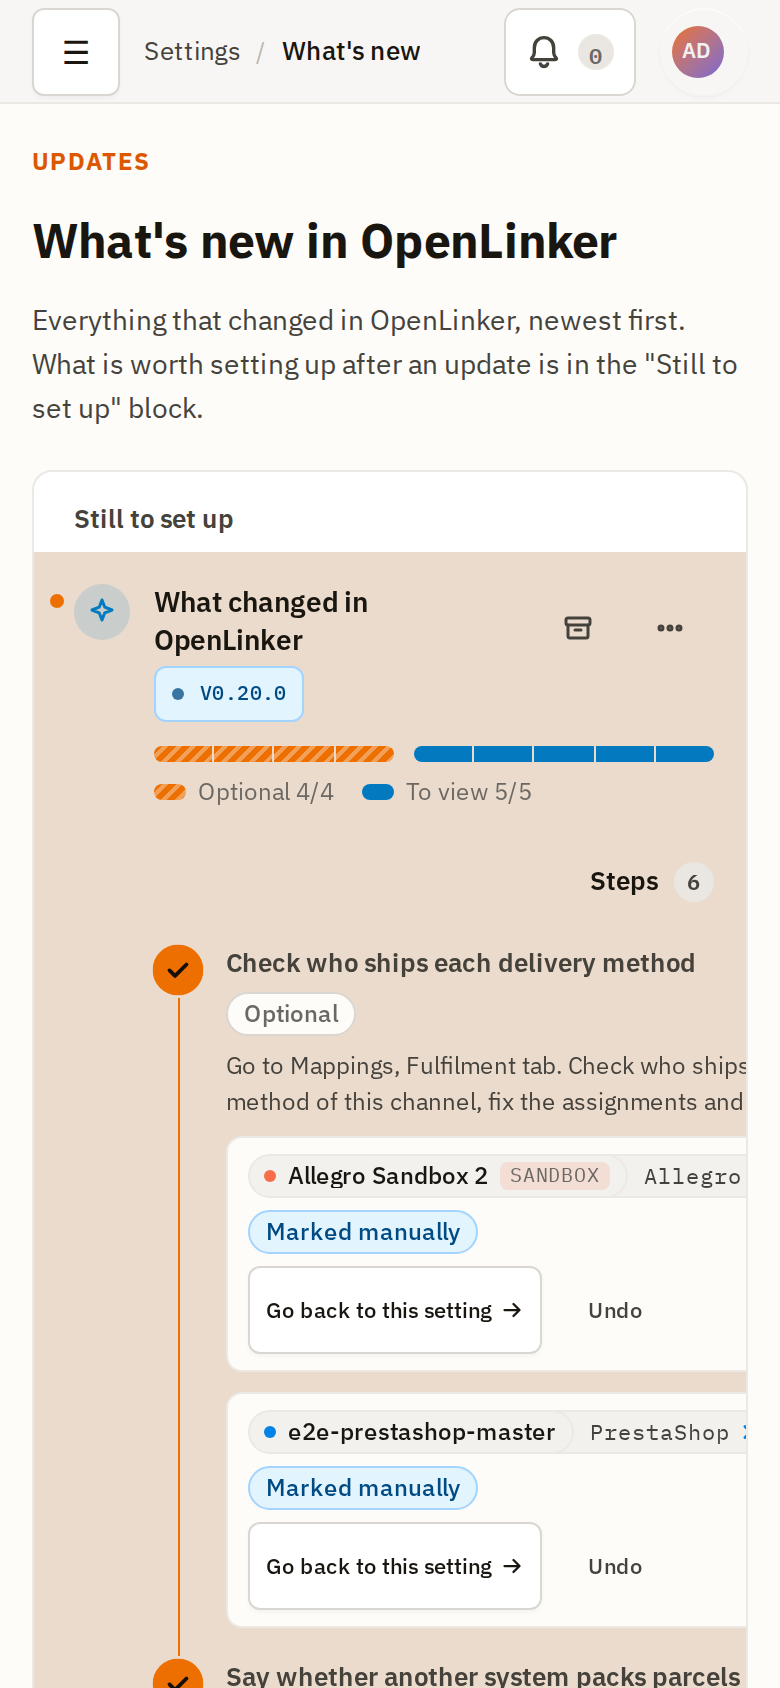 ☰ Settings / What's new 0 AD
UPDATES
What's new in OpenLinker
Everything that changed in OpenLinker, newest first.
What is worth setting up after an update is in the "Still to
set up" block.
Still to set up
What changed in
OpenLinker
V0.20.0
Optional 4/4 To view 5/5
Steps 6
Check who ships each delivery method
Optional
Go to Mappings, Fulfilment tab. Check who ships
method of this channel, fix the assignments and
Allegro Sandbox 2 SANDBOX Allegro
Marked manually
Go back to this setting → Undo
e2e-prestashop-master PrestaShop
Marked manually
Go back to this setting → Undo
Say whether another system packs parcels